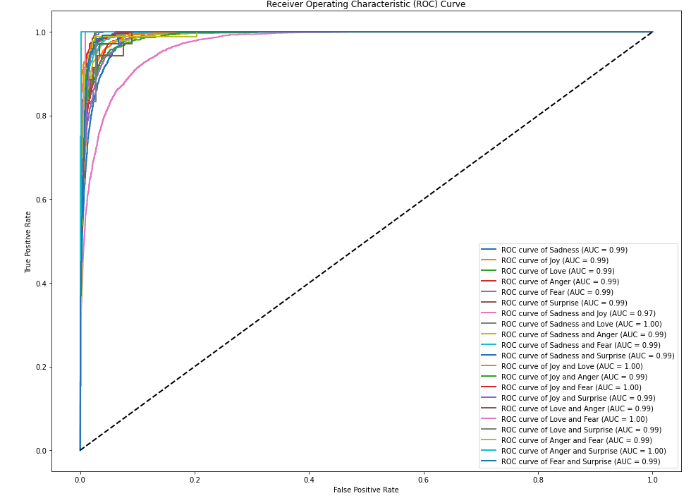 Receiver Operating Characteristic (ROC) Curve
1.0
0.8
0.6
0.4
0.2
0.0
True Positive Rate
ROC curve of Sadness (AUC = 0.99)
ROC curve of Joy (AUC = 0.99)
ROC curve of Love (AUC = 0.99)
ROC curve of Anger (AUC = 0.99)
ROC curve of Fear (AUC = 0.99)
ROC curve of Surprise (AUC = 0.99)
ROC curve of Sadness and Joy (AUC = 0.97)
ROC curve of Sadness and Love (AUC = 1.00)
ROC curve of Sadness and Anger (AUC = 0.99)
ROC curve of Sadness and Fear (AUC = 0.99)
ROC curve of Sadness and Surprise (AUC = 0.99)
ROC curve of Joy and Love (AUC = 1.00)
ROC curve of Joy and Anger (AUC = 0.99)
ROC curve of Joy and Fear (AUC = 1.00)
ROC curve of Joy and Surprise (AUC = 0.99)
ROC curve of Love and Anger (AUC = 0.99)
ROC curve of Love and Fear (AUC = 1.00)
ROC curve of Love and Surprise (AUC = 0.99)
ROC curve of Anger and Fear (AUC = 0.99)
ROC curve of Anger and Surprise (AUC = 1.00)
ROC curve of Fear and Surprise (AUC = 0.99)
0.0
0.2
0.4
0.6
0.8
1.0
False Positive Rate